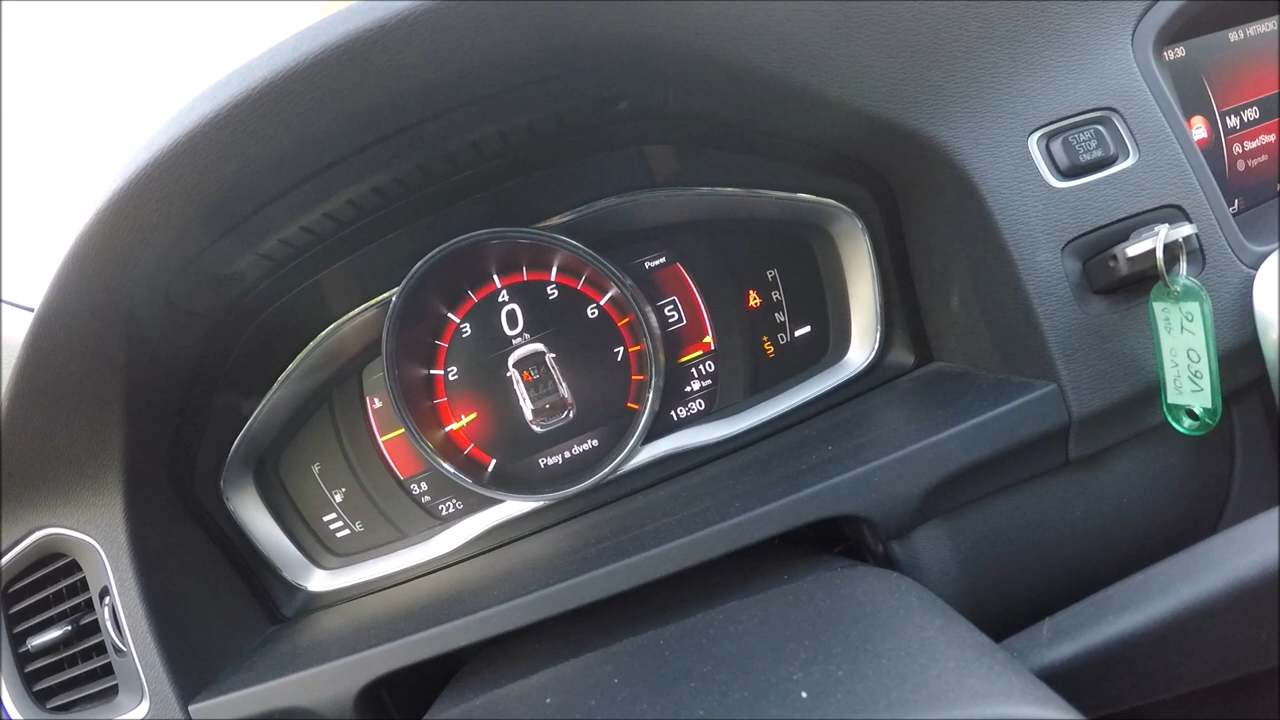 19:30
99.9 HITRADIO
My V60
Start/Stop
Vypnuto
START
STOP
ENGINE
VOLVO
V60 T6
Power
S
110
km
19:30
P
R
N
D
+S
2
3
4
5
6
7
0
km/h
Pásy a dveře
F
E
3.8
l/h
22°C